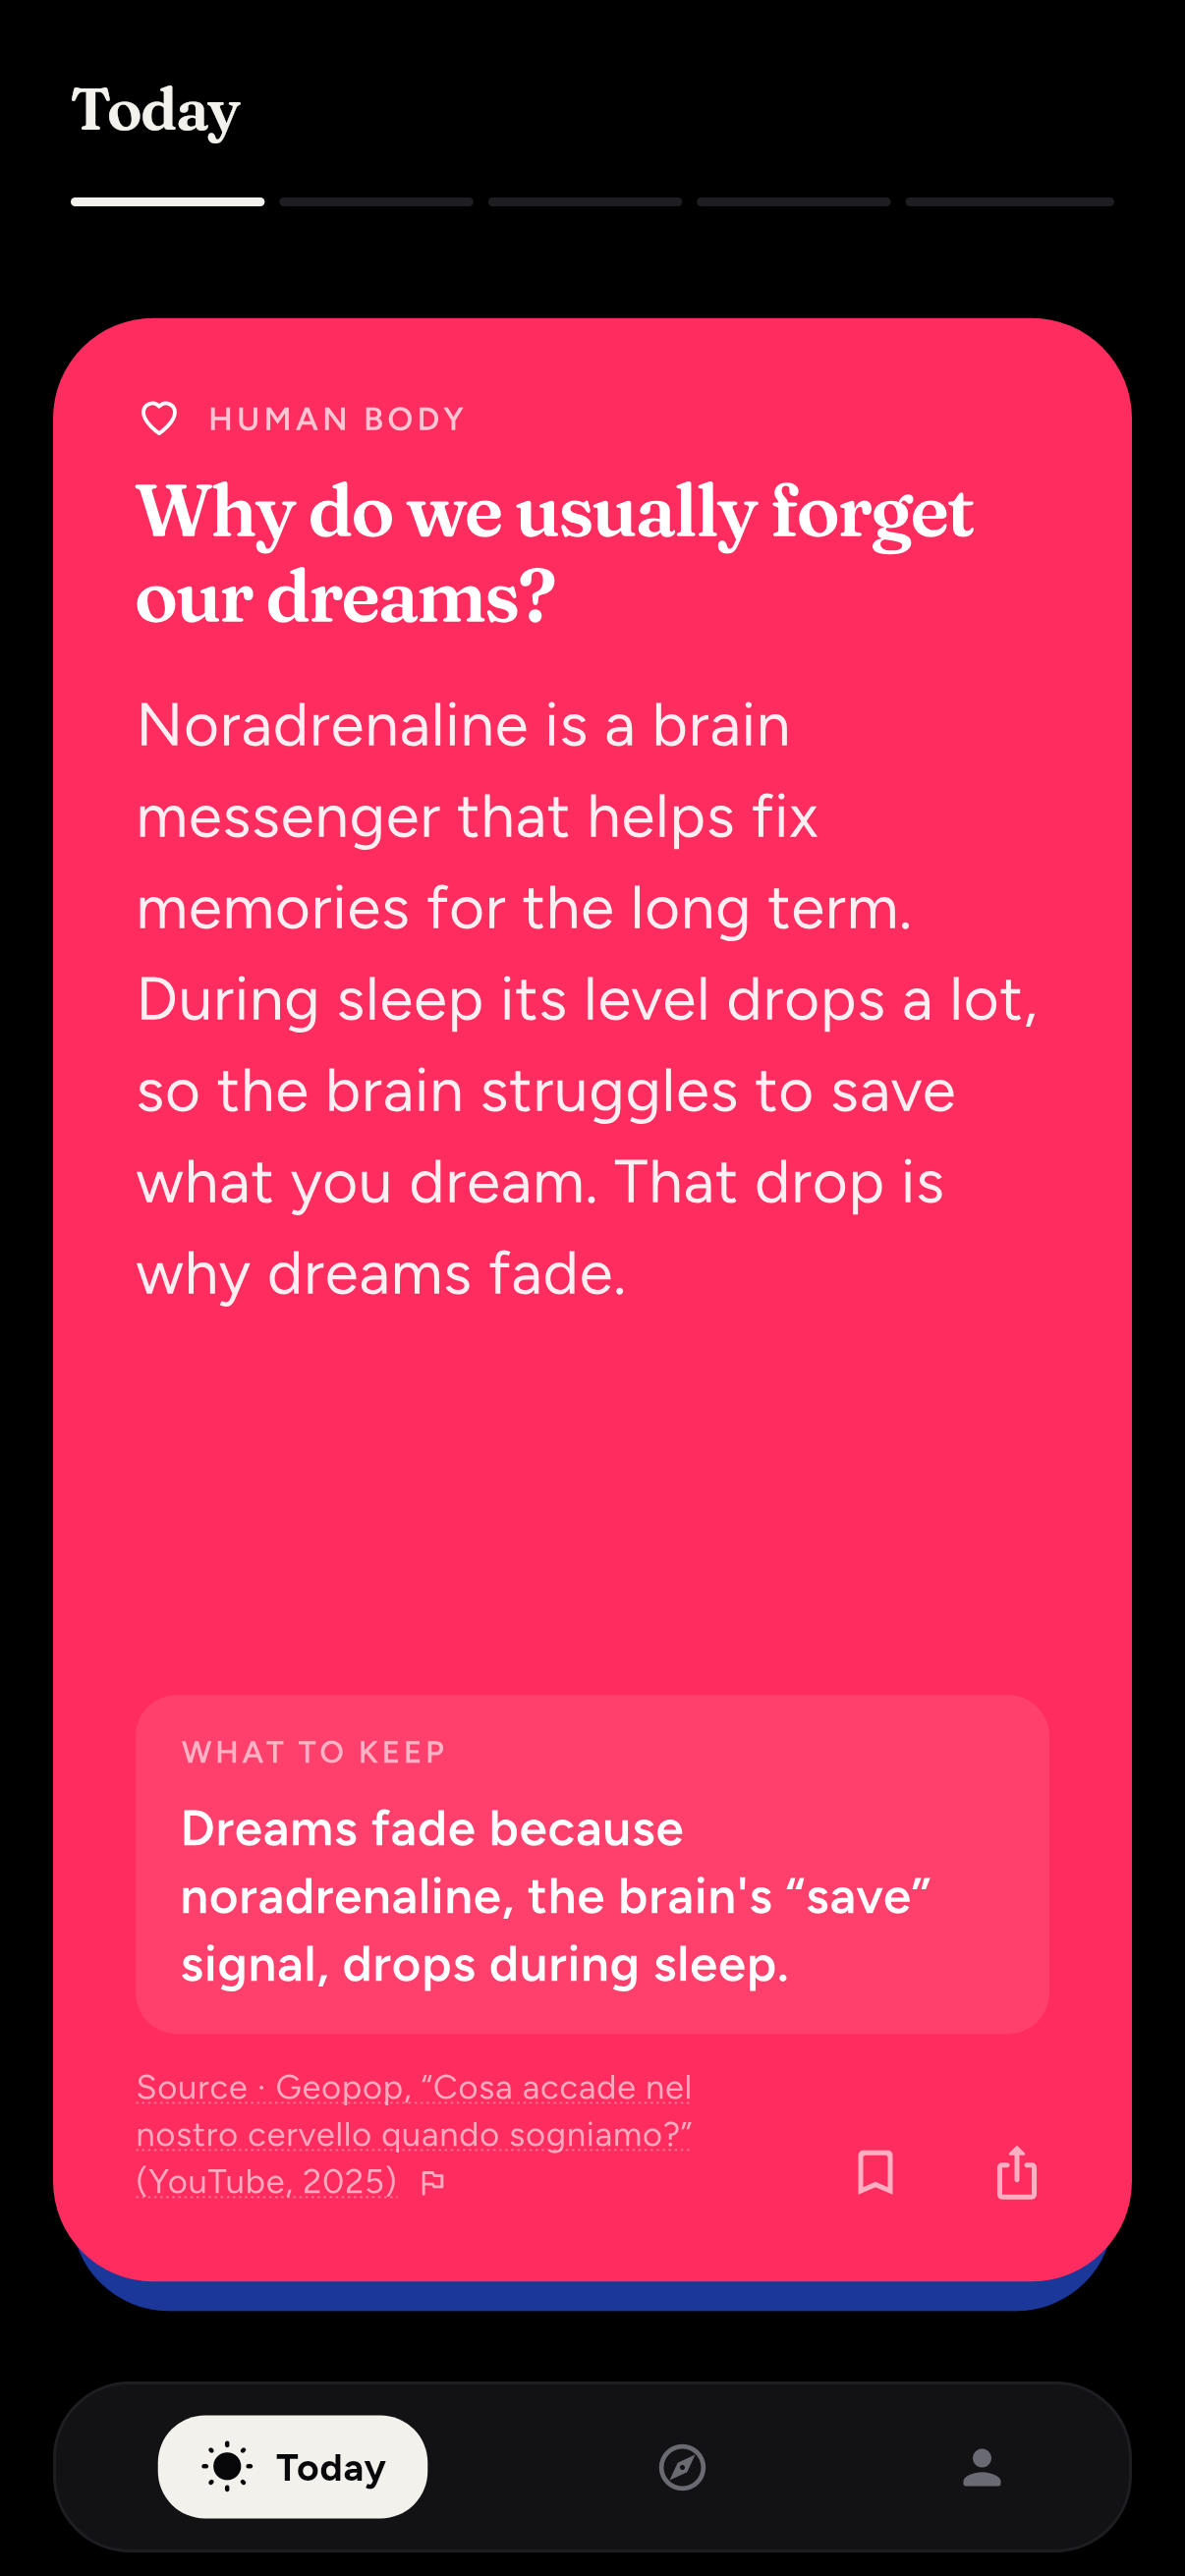 Today
HUMAN BODY
Why do we usually forget
our dreams?
Noradrenaline is a brain
messenger that helps fix
memories for the long term.
During sleep its level drops a lot,
so the brain struggles to save
what you dream. That drop is
why dreams fade.
WHAT TO KEEP
Dreams fade because
noradrenaline, the brain's “save”
signal, drops during sleep.
Source · Geopop, “Cosa accade nel
nostro cervello quando sogniamo?”
(YouTube, 2025)
Today